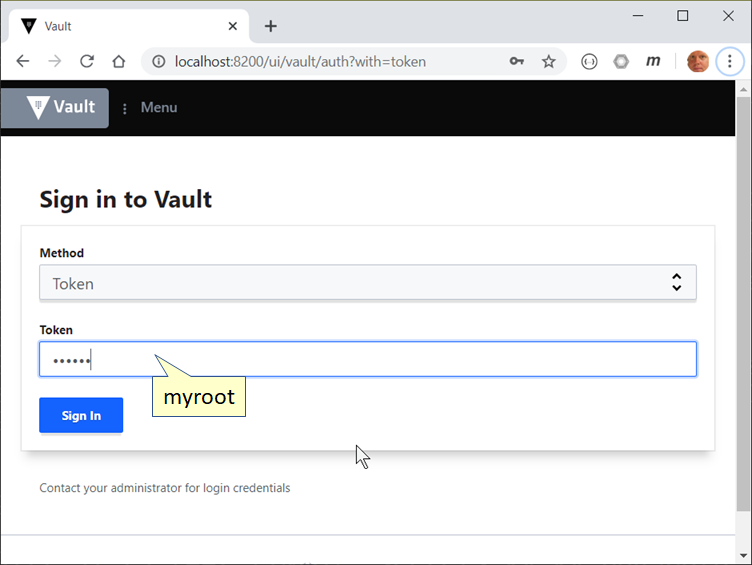 Vault
localhost:8200/ui/vault/auth?with=token
m
Vault
Menu
Sign in to Vault
Method
Token
Token
••••••
myroot
Sign In
Contact your administrator for login credentials